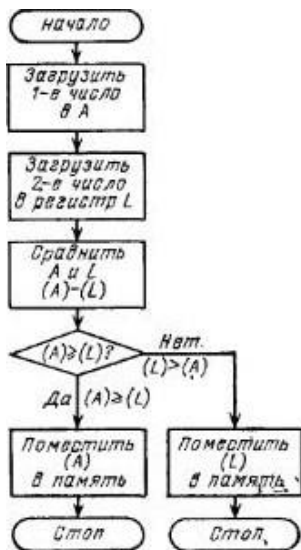 начало
Загрузить
1-е число
в А
Загрузить
2-е число
в регистр L
Сравнить
А и L
(А)-(L)
(А)≥(L)?
Нет.
(L)>(А)
Да (А)≥(L)
Поместить
(А)
в память
Поместить
(L)
в память
Стоп
Стоп